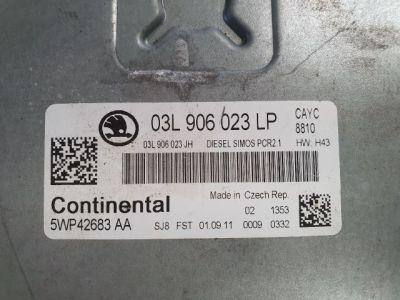 03L 906 023 LP CAYC
8810
03L 906 023 JH DIESEL SIMOS PCR2.1 HW: H43
Made in Czech Rep.
Continental 02 1353
5WP42683 AA SJ8 FST 01.09.11 0009 0332